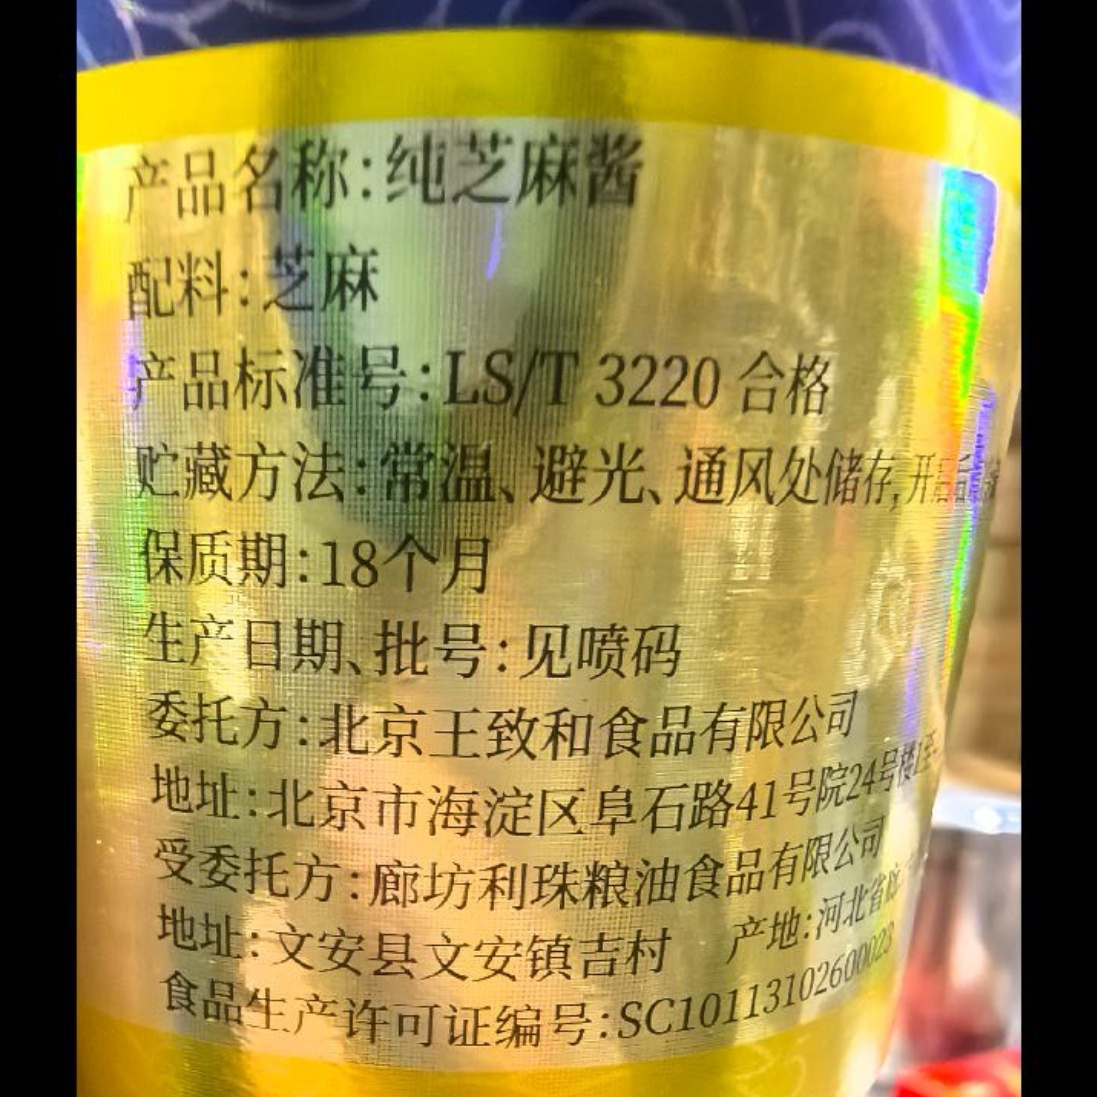 产品名称:纯芝麻酱
配料:芝麻
产品标准号:LS/T 3220 合格
贮藏方法:常温、避光、通风处储存,开启后
保质期:18个月
生产日期、批号:见喷码
委托方:北京王致和食品有限公司
地址:北京市海淀区阜石路41号院24号楼1至
受委托方:廊坊利珠粮油食品有限公司
地址:文安县文安镇吉村 产地:河北省廊
食品生产许可证编号:SC10113102600023